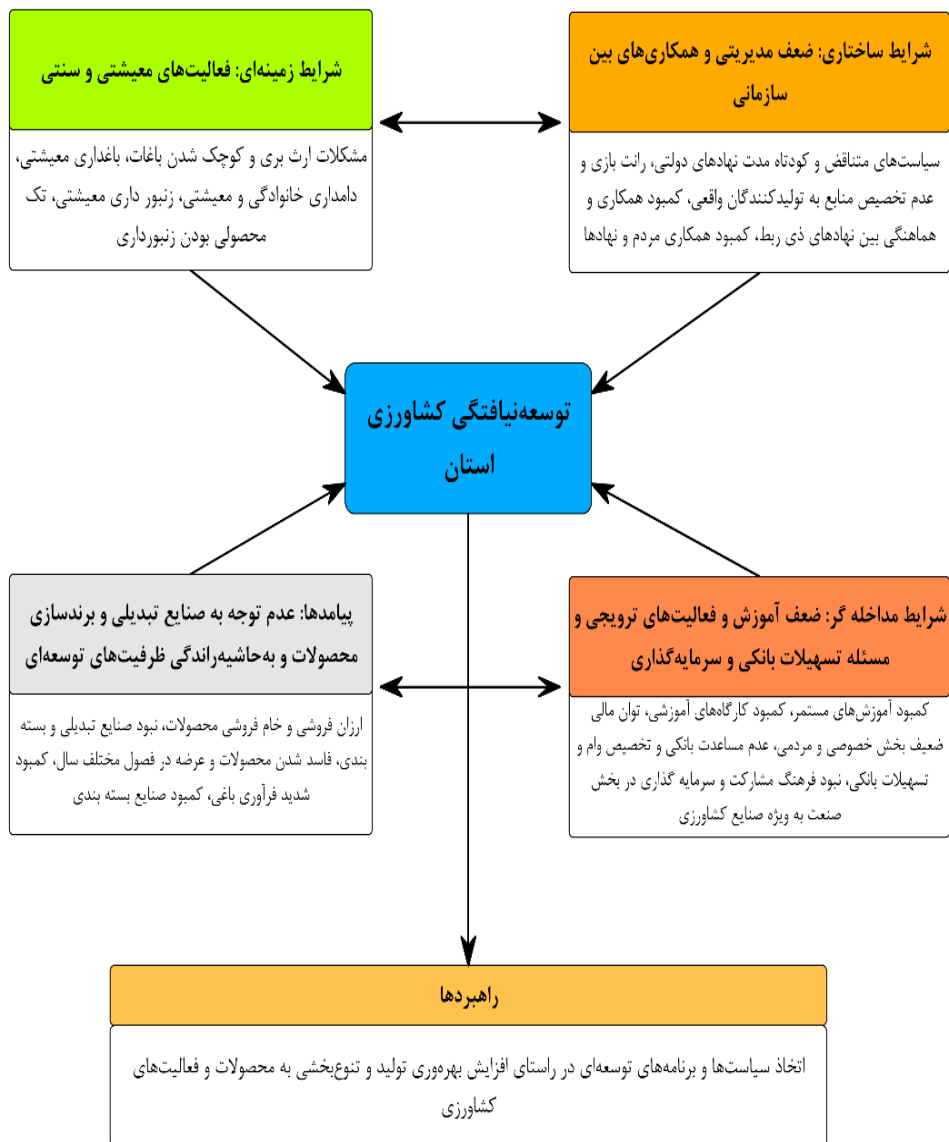 شرایط ساختاری: ضعف مدیریتی و همکاری‌های بین
سازمانی
سیاست‌های متناقض و کودتاه مدت نهادهای دولتی، رانت بازی و
عدم تخصیص منابع به تولیدکنندگان واقعی، کمبود همکاری و
هماهنگی بین نهادهای ذی ربط، کمبود همکاری مردم و نهادها
شرایط زمینه‌ای: فعالیت‌های معیشتی و سنتی
مشکلات ارث بری و کوچک شدن باغات، باغداری معیشتی،
دامداری خانوادگی و معیشتی، زنبور داری معیشتی، تک
محصولی بودن زنبورداری
توسعه‌نیافتگی کشاورزی
استان
شرایط مداخله گر: ضعف آموزش و فعالیت‌های ترویجی و
مسئله تسهیلات بانکی و سرمایه‌گذاری
کمبود آموزش‌های مستمر، کمبود کارگاه‌های آموزشی، توان مالی
ضعیف بخش خصوصی و مردمی، عدم مساعدت بانکی و تخصیص وام و
تسهیلات بانکی، نبود فرهنگ مشارکت و سرمایه گذاری در بخش
صنعت به ویژه صنایع کشاورزی
پیامدها: عدم توجه به صنایع تبدیلی و برندسازی
محصولات و به‌حاشیه‌راندگی ظرفیت‌های توسعه‌ای
ارزان فروشی و خام فروشی محصولات، نبود صنایع تبدیلی و بسته
بندی، فاسد شدن محصولات و عرضه در فصول مختلف سال، کمبود
شدید فرآوری باغی، کمبود صنایع بسته بندی
راهبردها
اتخاذ سیاست‌ها و برنامه‌های توسعه‌ای در راستای افزایش بهره‌وری تولید و تنوع‌بخشی به محصولات و فعالیت‌های
کشاورزی